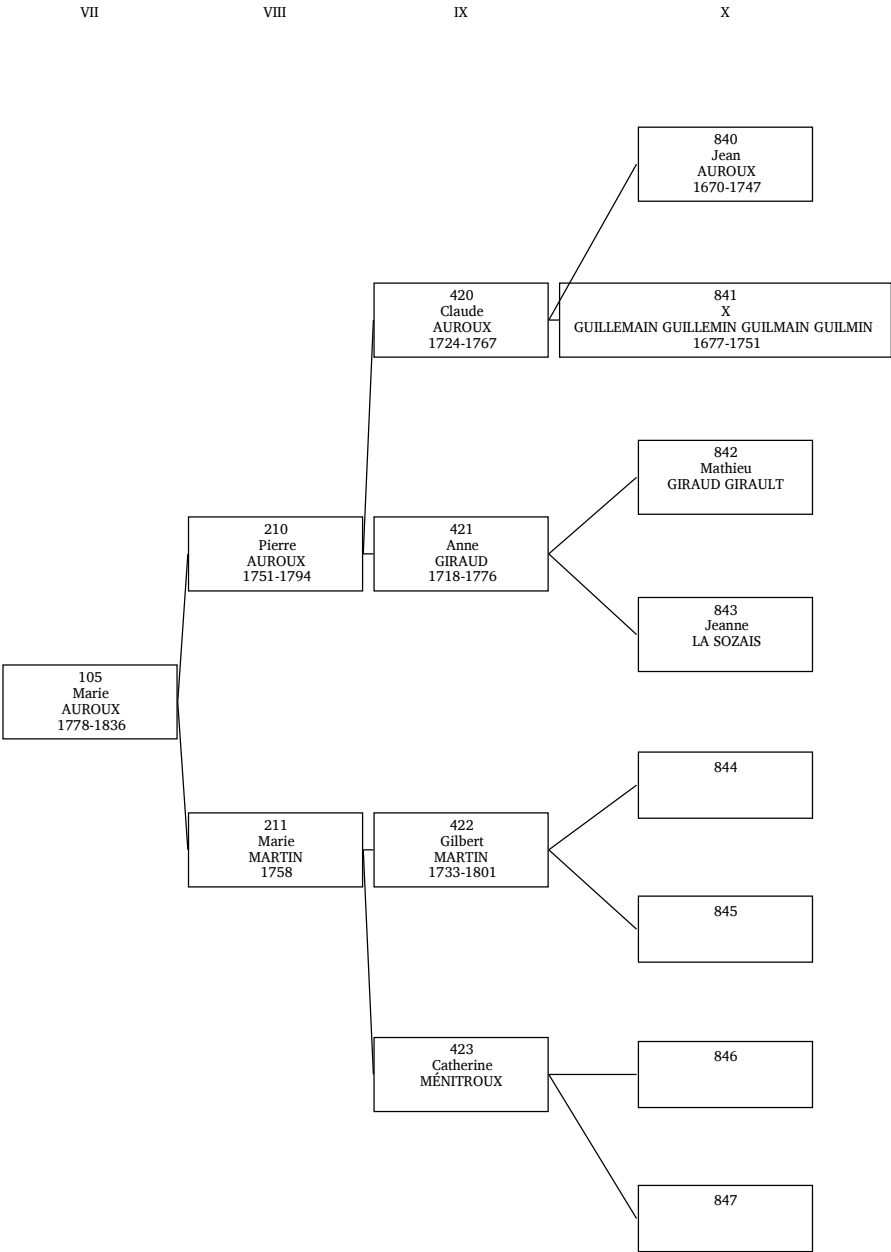 VII VIII IX X
840
Jean
AUROUX
1670-1747
420
Claude
AUROUX
1724-1767
841
X
GUILLEMAIN GUILLEMIN GUILMAIN GUILMIN
1677-1751
842
Mathieu
GIRAUD GIRAULT
210
Pierre
AUROUX
1751-1794
421
Anne
GIRAUD
1718-1776
843
Jeanne
LA SOZAIS
105
Marie
AUROUX
1778-1836
844
211
Marie
MARTIN
1758
422
Gilbert
MARTIN
1733-1801
845
423
Catherine
MÉNITROUX
846
847